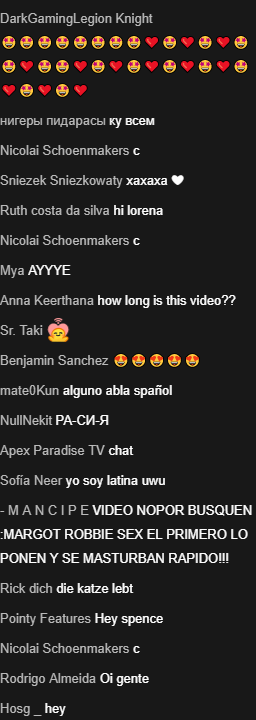 DarkGamingLegion Knight
🤩🤩🤩🤩🤩🤩🤩🤩❤🤩❤🤩❤🤩
🤩❤🤩🤩❤🤩❤🤩❤🤩❤🤩❤🤩
❤🤩❤🤩❤
нигеры пидарасы ку всем
Nicolai Schoenmakers c
Sniezek Sniezkowaty xaxaxa 🤍
Ruth costa da silva hi lorena
Nicolai Schoenmakers c
Mya AYYYE
Anna Keerthana how long is this video??
Sr. Taki
Benjamin Sanchez 😍😍😍😍😍
mate0Kun alguno abla spañol
NullNekit РА-СИ-Я
Apex Paradise TV chat
Sofía Neer yo soy latina uwu
- M A N C I P E VIDEO NOPOR BUSQUEN
:MARGOT ROBBIE SEX EL PRIMERO LO
PONEN Y SE MASTURBAN RAPIDO!!!
Rick dich die katze lebt
Pointy Features Hey spence
Nicolai Schoenmakers c
Rodrigo Almeida Oi gente
Hosg _ hey